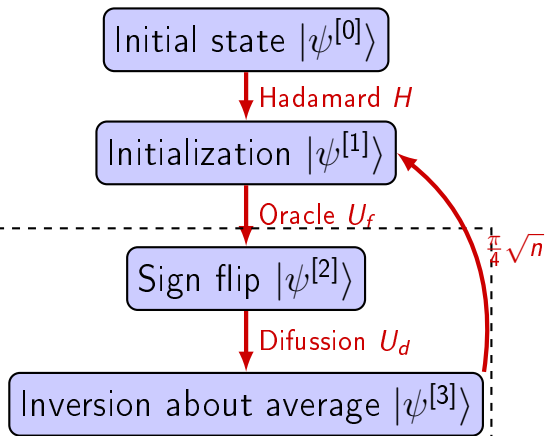 Initial state |ψ^[0]⟩
Hadamard H
Initialization |ψ^[1]⟩
Oracle U_f
π/4 √n
Sign flip |ψ^[2]⟩
Difussion U_d
Inversion about average |ψ^[3]⟩